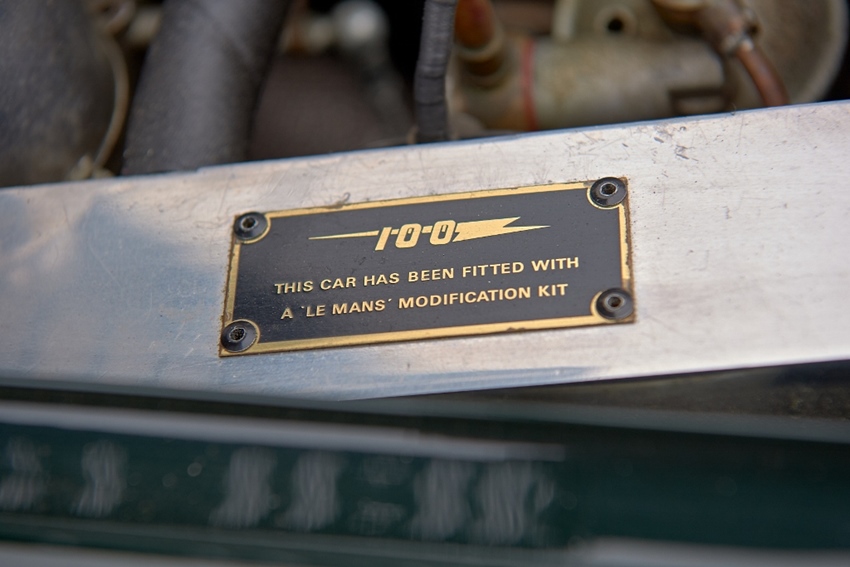 100
THIS CAR HAS BEEN FITTED WITH
A 'LE MANS' MODIFICATION KIT